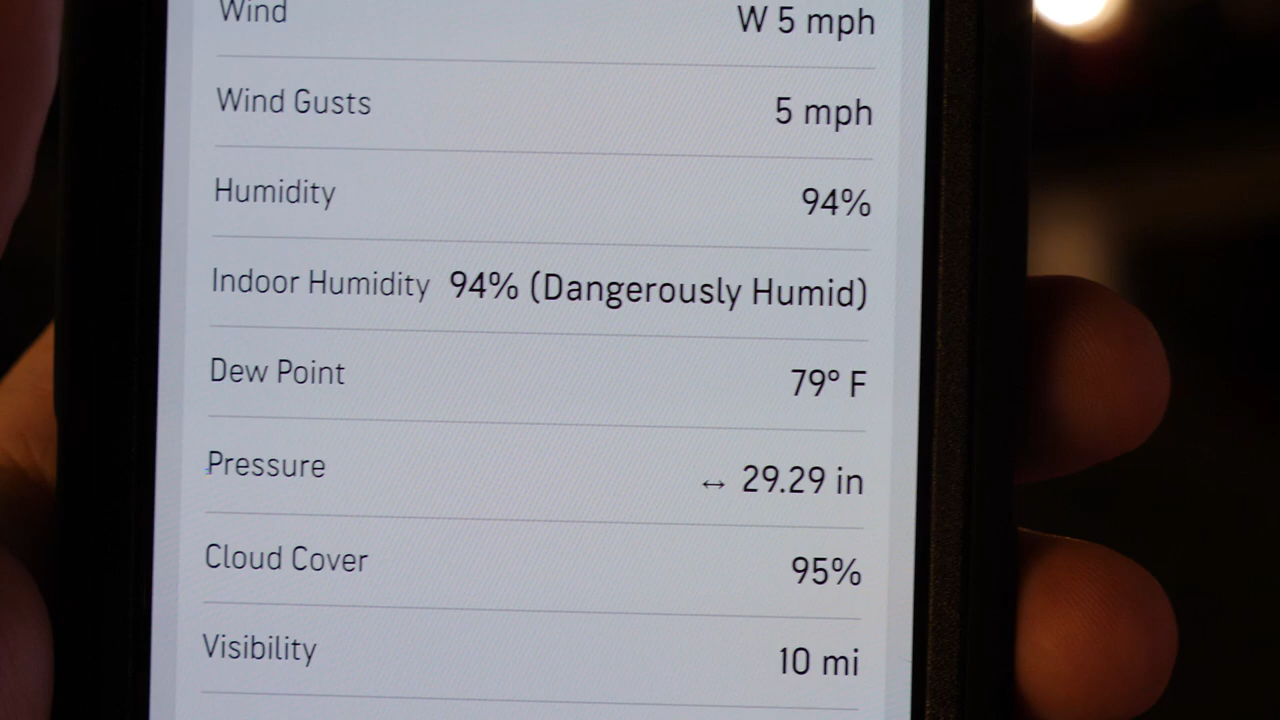 Wind W 5 mph
Wind Gusts 5 mph
Humidity 94%
Indoor Humidity 94% (Dangerously Humid)
Dew Point 79° F
Pressure ↔ 29.29 in
Cloud Cover 95%
Visibility 10 mi